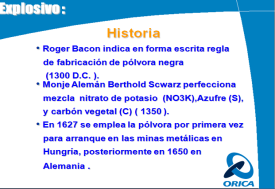 Explosivo :
Historia
• Roger Bacon indica en forma escrita regla
de fabricación de pólvora negra
(1300 D.C. ).
• Monje Alemán Berthold Scwarz perfecciona
mezcla nitrato de potasio (NO3K),Azufre (S),
y carbón vegetal (C) ( 1350 ).
• En 1627 se emplea la pólvora por primera vez
para arranque en las minas metálicas en
Hungría, posteriormente en 1650 en
Alemania .
ORICA